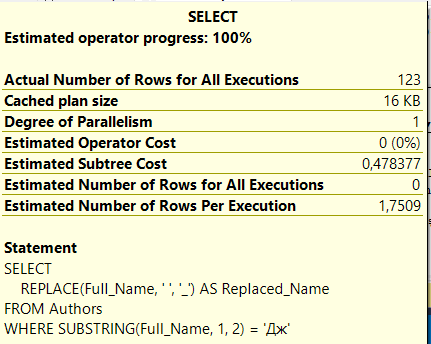 SELECT
Estimated operator progress: 100%
Actual Number of Rows for All Executions 123
Cached plan size 16 KB
Degree of Parallelism 1
Estimated Operator Cost 0 (0%)
Estimated Subtree Cost 0,478377
Estimated Number of Rows for All Executions 0
Estimated Number of Rows Per Execution 1,7509
Statement
SELECT
REPLACE(Full_Name, ' ', '_') AS Replaced_Name
FROM Authors
WHERE SUBSTRING(Full_Name, 1, 2) = 'Дж'